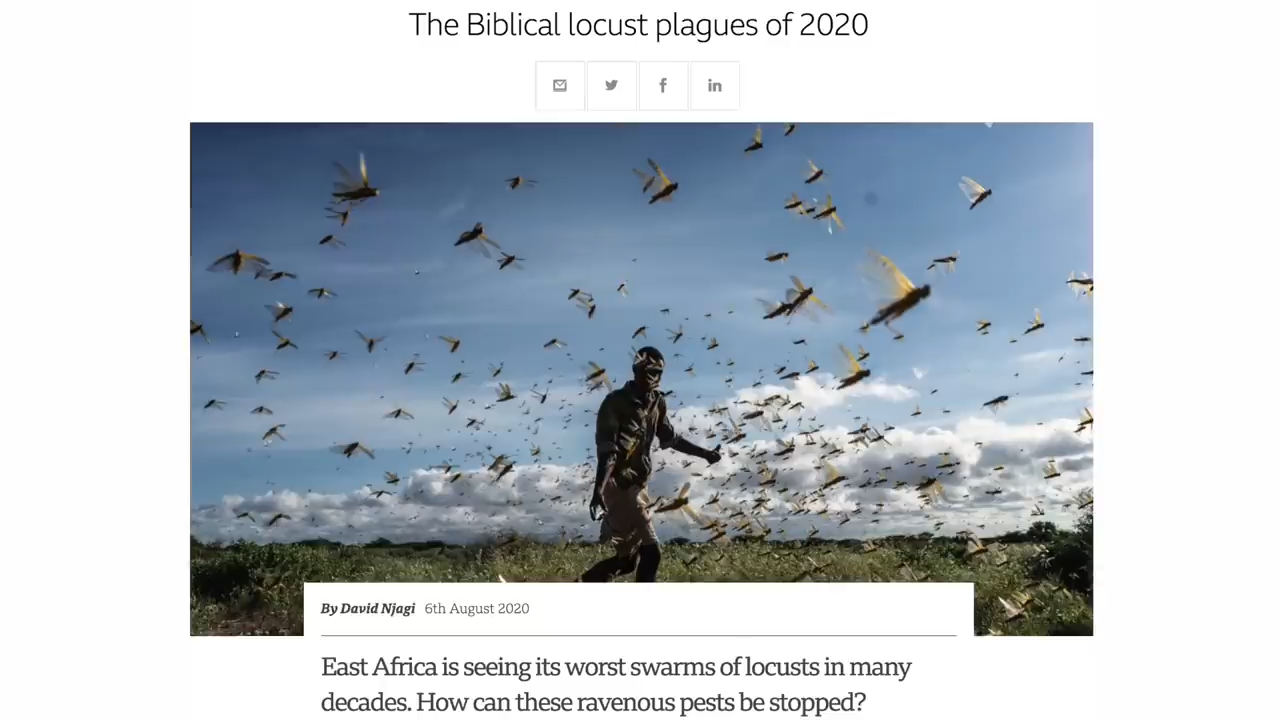 The Biblical locust plagues of 2020
By David Njagi 6th August 2020
East Africa is seeing its worst swarms of locusts in many
decades. How can these ravenous pests be stopped?